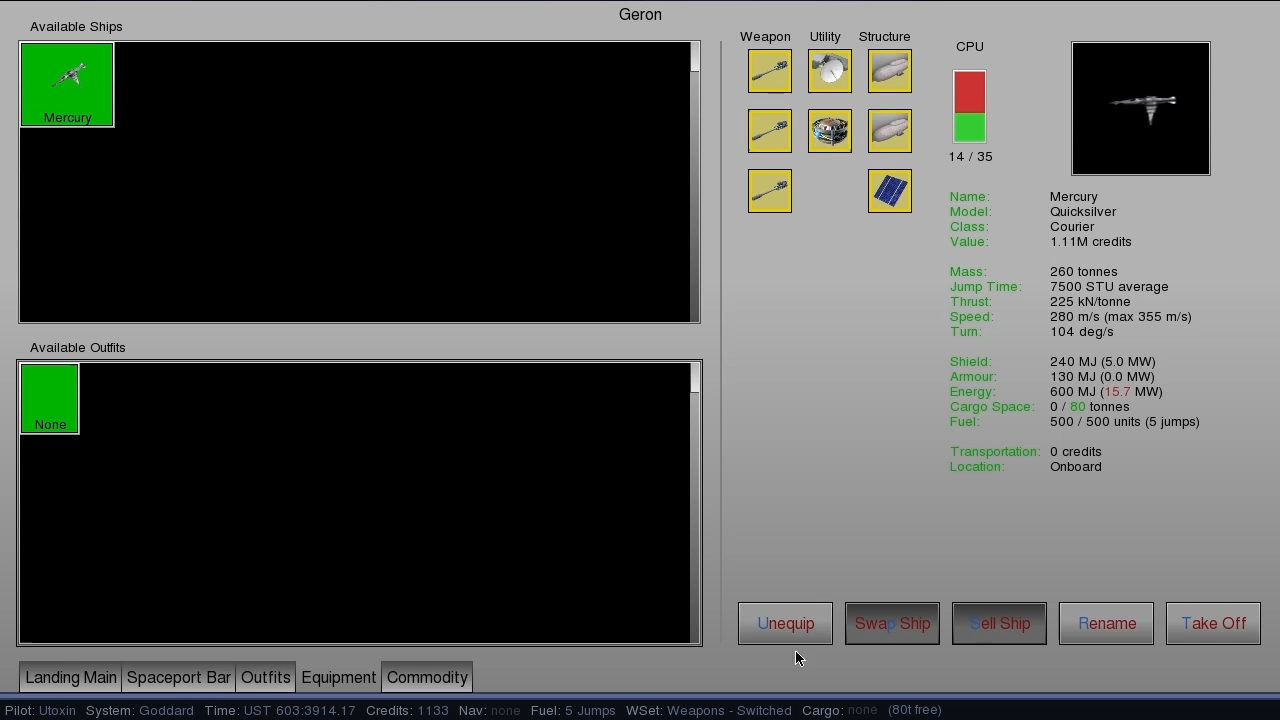 Geron
Available Ships
Mercury
Available Outfits
None
Weapon Utility Structure
CPU
14 / 35
Name: Mercury
Model: Quicksilver
Class: Courier
Value: 1.11M credits
Mass: 260 tonnes
Jump Time: 7500 STU average
Thrust: 225 kN/tonne
Speed: 280 m/s (max 355 m/s)
Turn: 104 deg/s
Shield: 240 MJ (5.0 MW)
Armour: 130 MJ (0.0 MW)
Energy: 600 MJ (15.7 MW)
Cargo Space: 0 / 80 tonnes
Fuel: 500 / 500 units (5 jumps)
Transportation: 0 credits
Location: Onboard
Unequip Swap Ship Sell Ship Rename Take Off
Landing Main Spaceport Bar Outfits Equipment Commodity
Pilot: Utoxin System: Goddard Time: UST 603:3914.17 Credits: 1133 Nav: none Fuel: 5 Jumps WSet: Weapons - Switched Cargo: none (80t free)